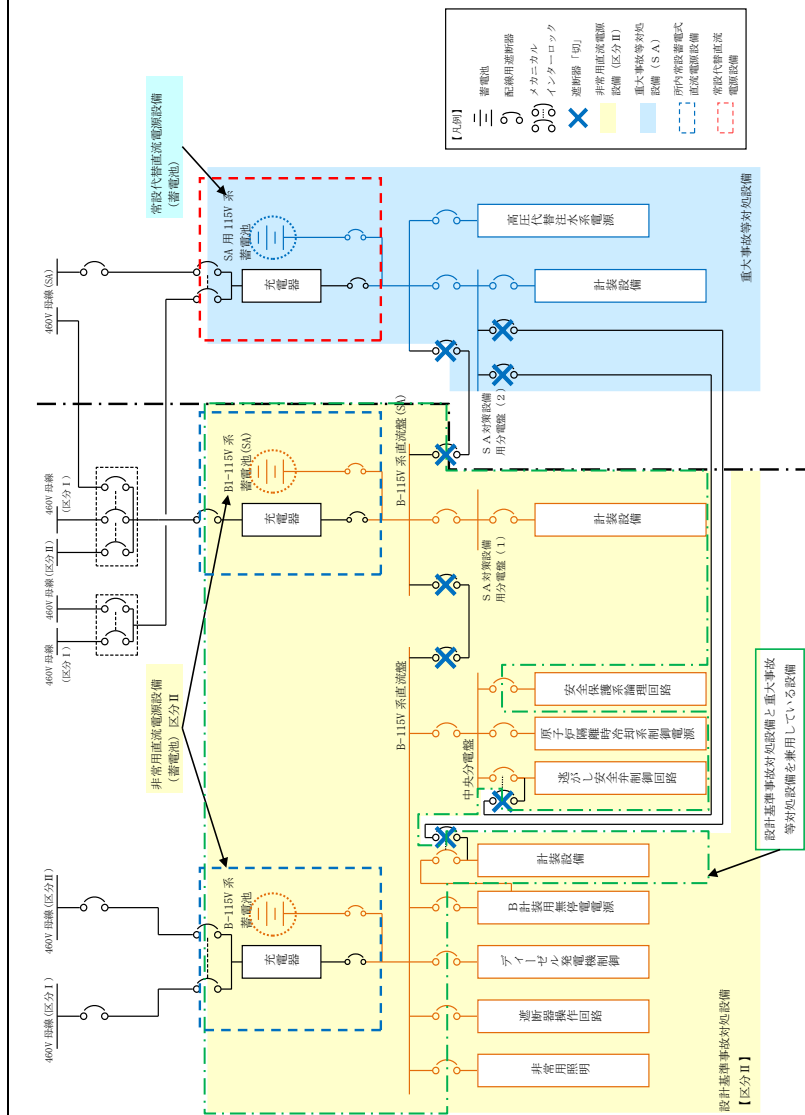 【凡例】
蓄電池
配線用遮断器
メカニカル
インターロック
遮断器「切」
非常用直流電源
設備（区分Ⅱ）
重大事故等対処
設備（ＳＡ）
所内常設蓄電式
直流電源設備
常設代替直流
電源設備
常設代替直流電源設備
（蓄電池）
460V 母線(SA)
460V 母線
SA 用 115V 系
蓄電池
充電器
高圧代替注水系電源
計装設備
重大事故等対処設備
ＳＡ対策設備
用分電盤（2）
460V 母線
(区分Ⅰ)
460V 母線(区分Ⅱ)
460V 母線
460V 母線
(区分Ⅰ)
B1-115V 系
蓄電池(SA)
充電器
B-115V 系直流盤(SA)
計装設備
ＳＡ対策設備
用分電盤（1）
非常用直流電源設備
（蓄電池）区分Ⅱ
B-115V 系直流盤
安全保護系論理回路
原子炉隔離時冷却系制御電源
逃がし安全弁制御回路
中央分電盤
460V 母線(区分Ⅱ)
460V 母線(区分Ⅰ)
B-115V 系
蓄電池
充電器
計装設備
Ｂ計装用無停電電源
ディーゼル発電機制御
遮断器操作回路
非常用照明
設計基準事故対処設備と重大事故
等対処設備を兼用している設備
設計基準事故対処設備
【区分Ⅱ】